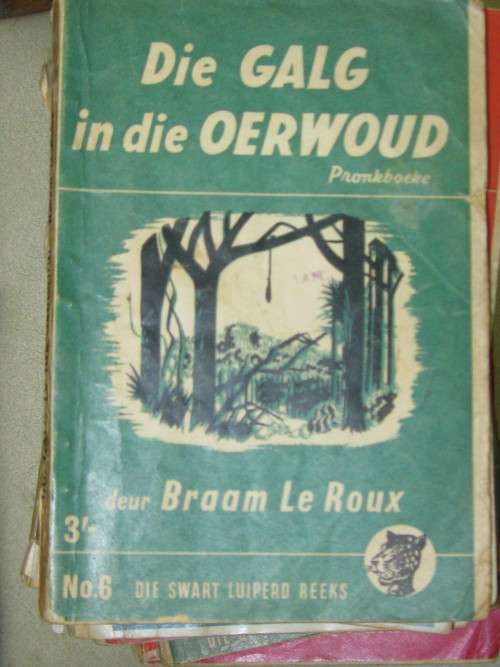 Die GALG
in die OERWOUD
Pronkboeke
deur Braam Le Roux
3/-
No.6 DIE SWART LUIPERD REEKS